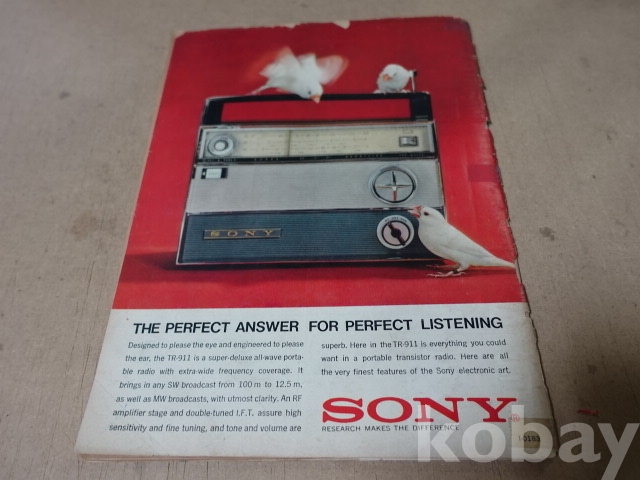 SONY
THE PERFECT ANSWER FOR PERFECT LISTENING
Designed to please the eye and engineered to please
the ear, the TR-911 is a super-deluxe all-wave porta-
ble radio with extra-wide frequency coverage. It
brings in any SW broadcast from 100 m to 12.5 m,
as well as MW broadcasts, with utmost clarity. An RF
amplifier stage and double-tuned I.F.T. assure high
sensitivity and fine tuning, and tone and volume are
superb. Here in the TR-911 is everything you could
want in a portable transistor radio. Here are all
the very finest features of the Sony electronic art.
SONY
RESEARCH MAKES THE DIFFERENCE
kobay